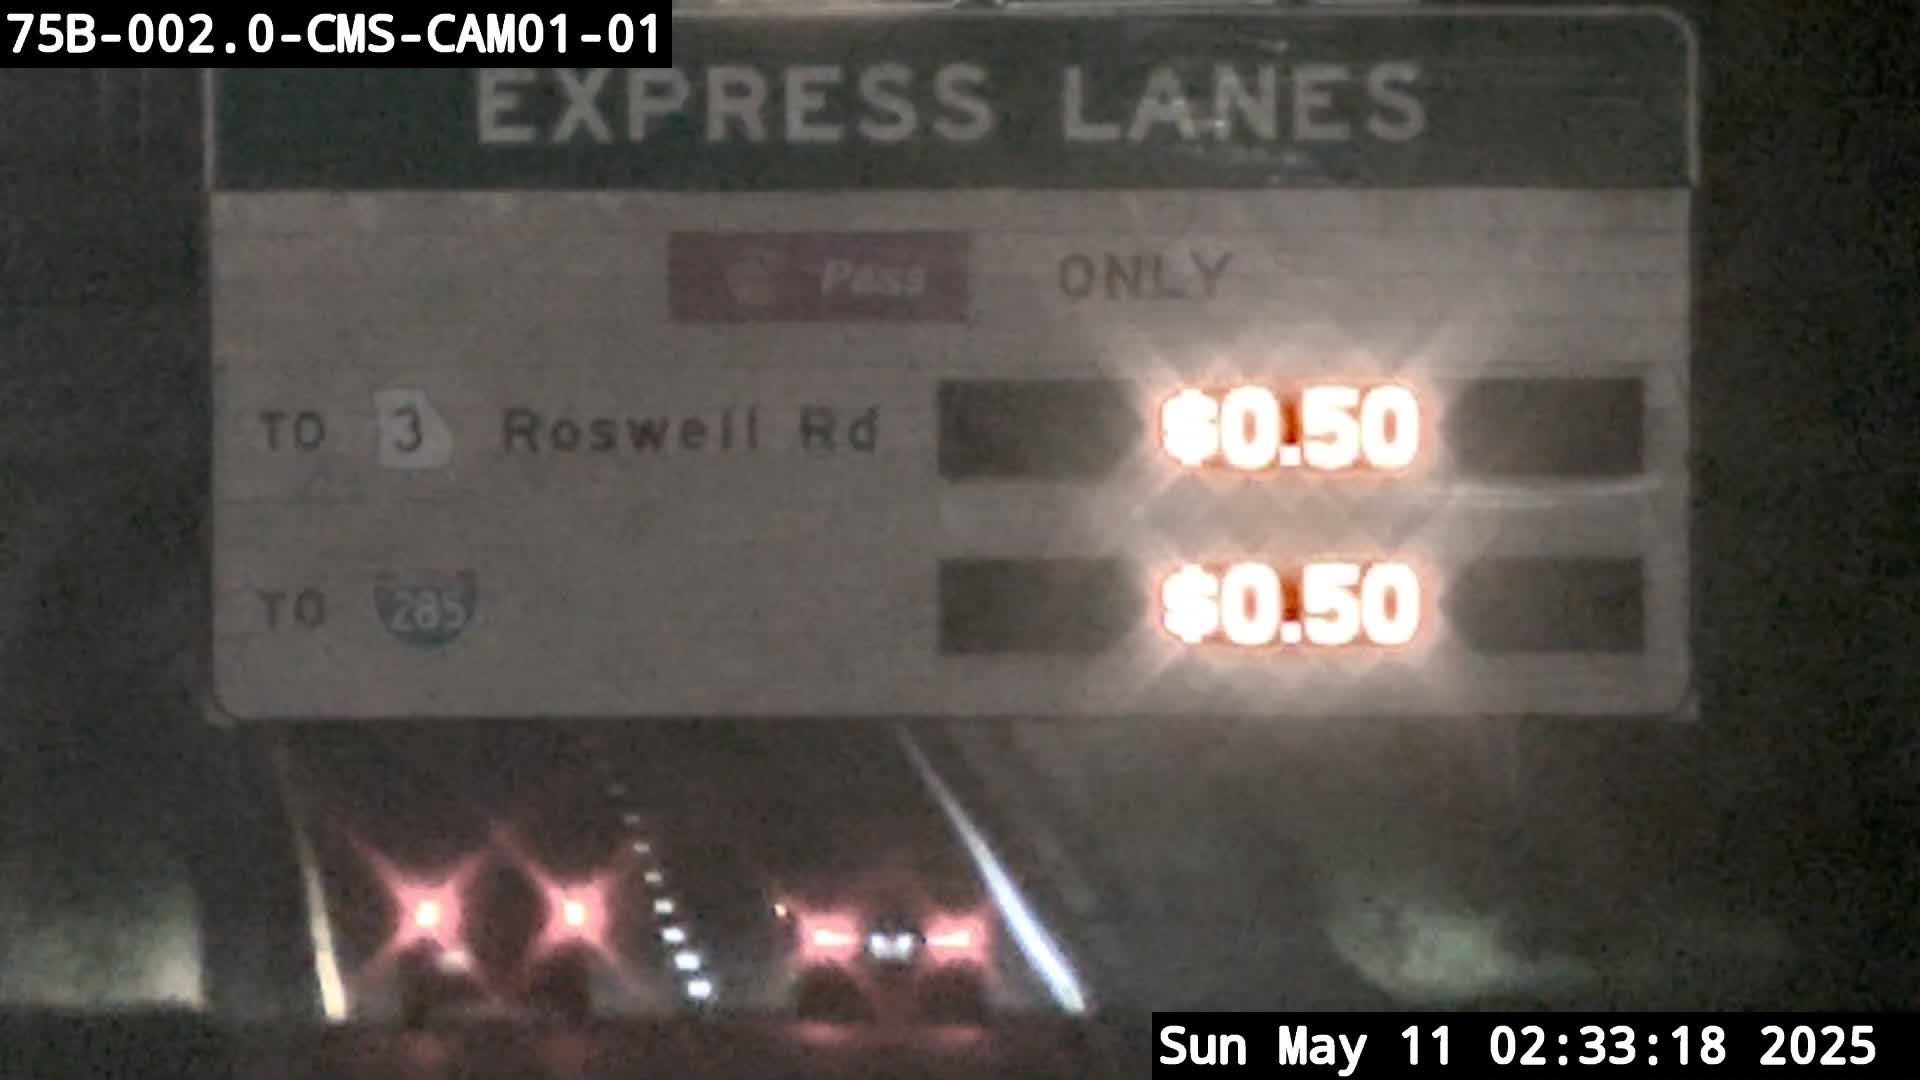 75B-002.0-CMS-CAM01-01
EXPRESS LANES
Pass ONLY
TO 3 Roswell Rd $0.50
TO 285 $0.50
Sun May 11 02:33:18 2025